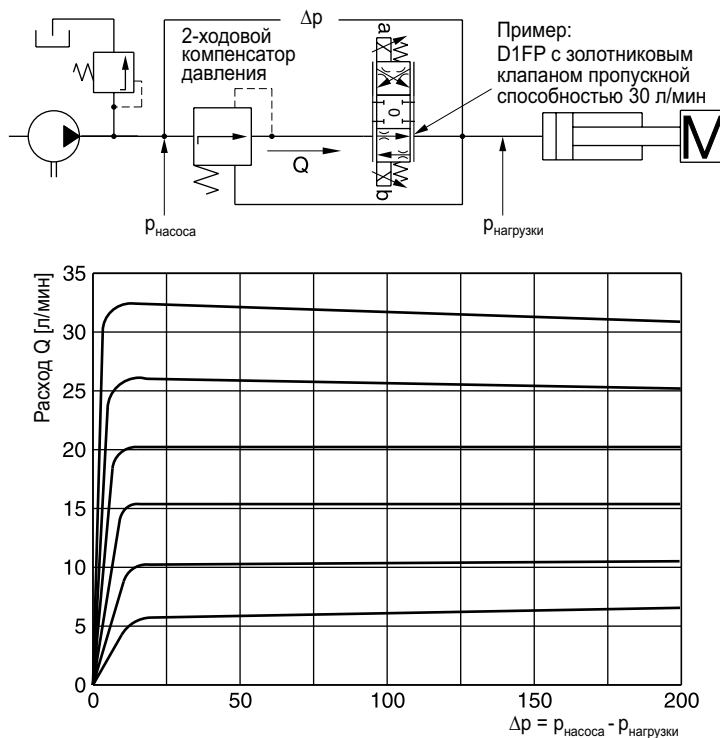 Δp
2-ходовой
компенсатор
давления
a
0
b
Пример:
D1FP с золотниковым
клапаном пропускной
способностью 30 л/мин
M
Q
pнасоса
pнагрузки
Расход Q [л/мин]
35
30
25
20
15
10
5
0
0 50 100 150 200
Δp = pнасоса - pнагрузки